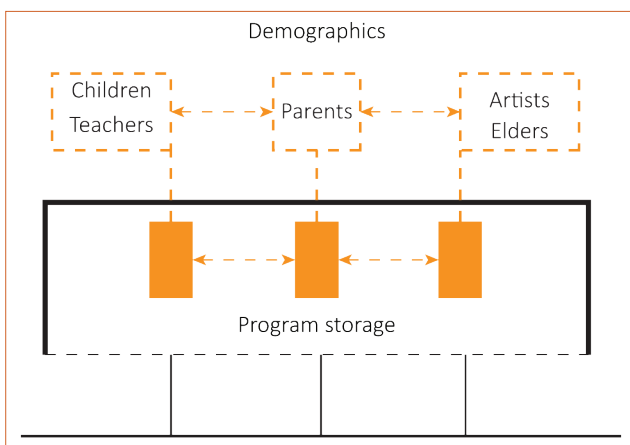 Demographics
Children
Teachers
Parents
Artists
Elders
Program storage